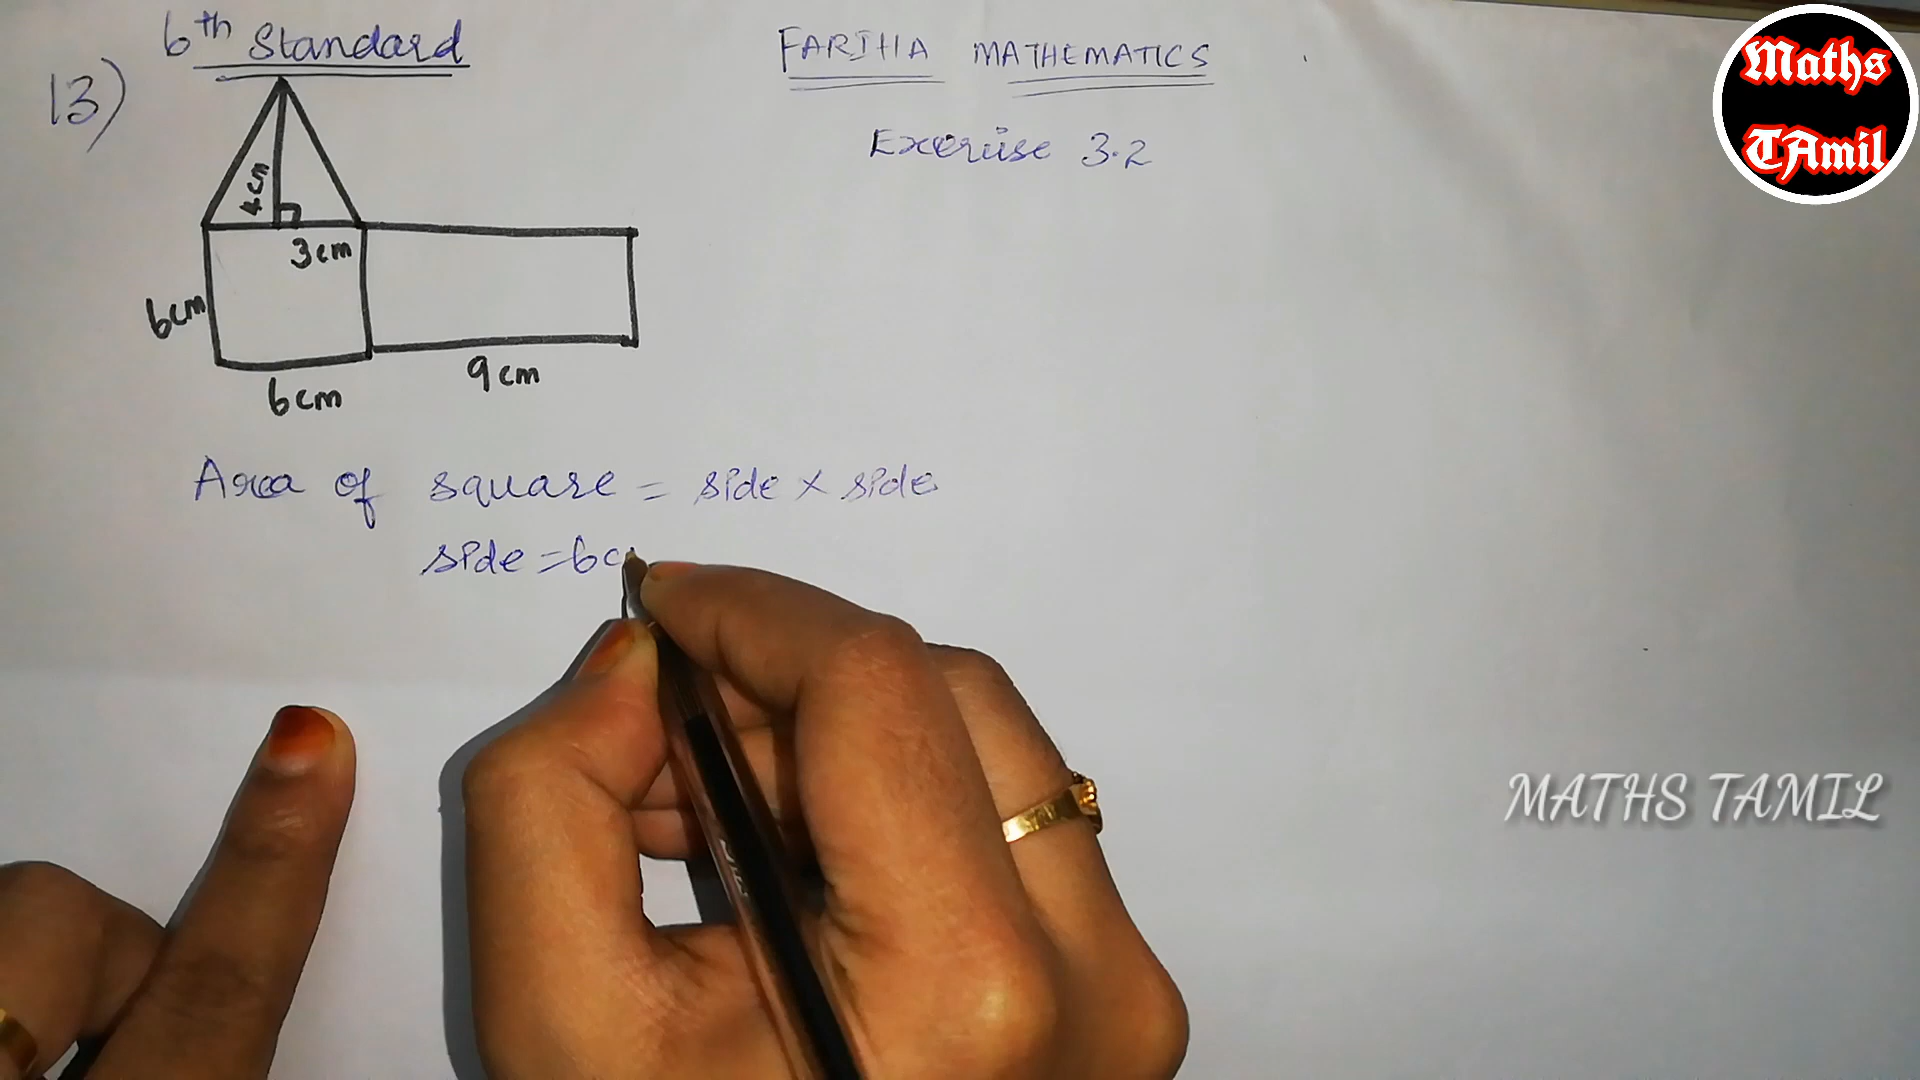 6th Standard
FARIHA MATHEMATICS
Maths
TAmil
13)
Exercise 3.2
4cm
3cm
6cm
9cm
6cm
Area of square = side × side
side = 6c
MATHS TAMIL